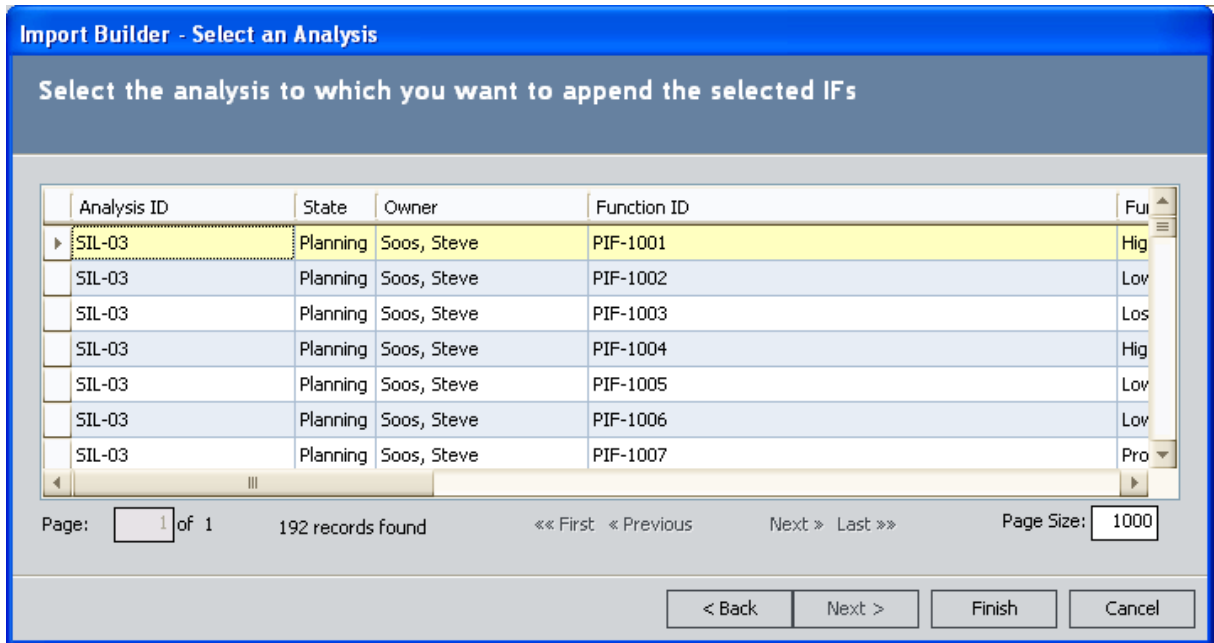 Import Builder - Select an Analysis
Select the analysis to which you want to append the selected IFs
Analysis ID State Owner Function ID
SIL-03 Planning Soos, Steve PIF-1001 Hig
SIL-03 Planning Soos, Steve PIF-1002
SIL-03 Planning Soos, Steve PIF-1003 Los
SIL-03 Planning Soos, Steve PIF-1004 Hig
SIL-03 Planning Soos, Steve PIF-1005
SIL-03 Planning Soos, Steve PIF-1006
SIL-03 Planning Soos, Steve PIF-1007 Pro
Page: 1 of 1 192 records found «« First « Previous Next » Last »» Page Size: 1000
< Back Next > Finish Cancel